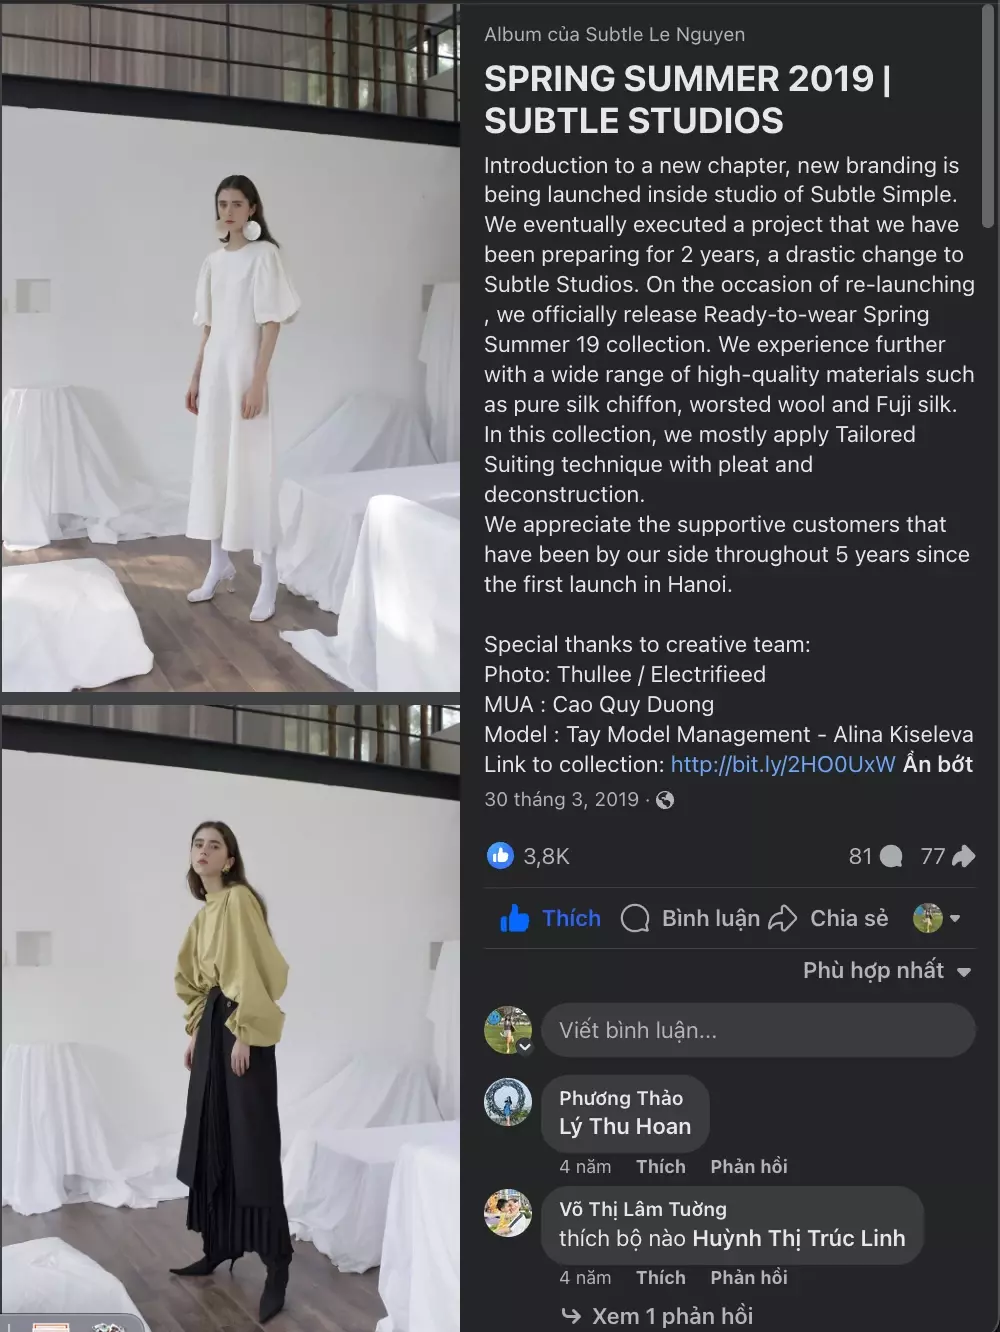 Album của Subtle Le Nguyen
SPRING SUMMER 2019 |
SUBTLE STUDIOS
Introduction to a new chapter, new branding is
being launched inside studio of Subtle Simple.
We eventually executed a project that we have
been preparing for 2 years, a drastic change to
Subtle Studios. On the occasion of re-launching
, we officially release Ready-to-wear Spring
Summer 19 collection. We experience further
with a wide range of high-quality materials such
as pure silk chiffon, worsted wool and Fuji silk.
In this collection, we mostly apply Tailored
Suiting technique with pleat and
deconstruction.
We appreciate the supportive customers that
have been by our side throughout 5 years since
the first launch in Hanoi.
Special thanks to creative team:
Photo: Thullee / Electrifieed
MUA : Cao Quy Duong
Model : Tay Model Management - Alina Kiseleva
Link to collection: http://bit.ly/2HO0UxW Ẩn bớt
30 tháng 3, 2019 ·
3,8K 81 77
Thích Bình luận Chia sẻ
Phù hợp nhất
Viết bình luận...
Phương Thảo
Lý Thu Hoan
4 năm Thích Phản hồi
Võ Thị Lâm Tường
thích bộ nào Huỳnh Thị Trúc Linh
4 năm Thích Phản hồi
Xem 1 phản hồi